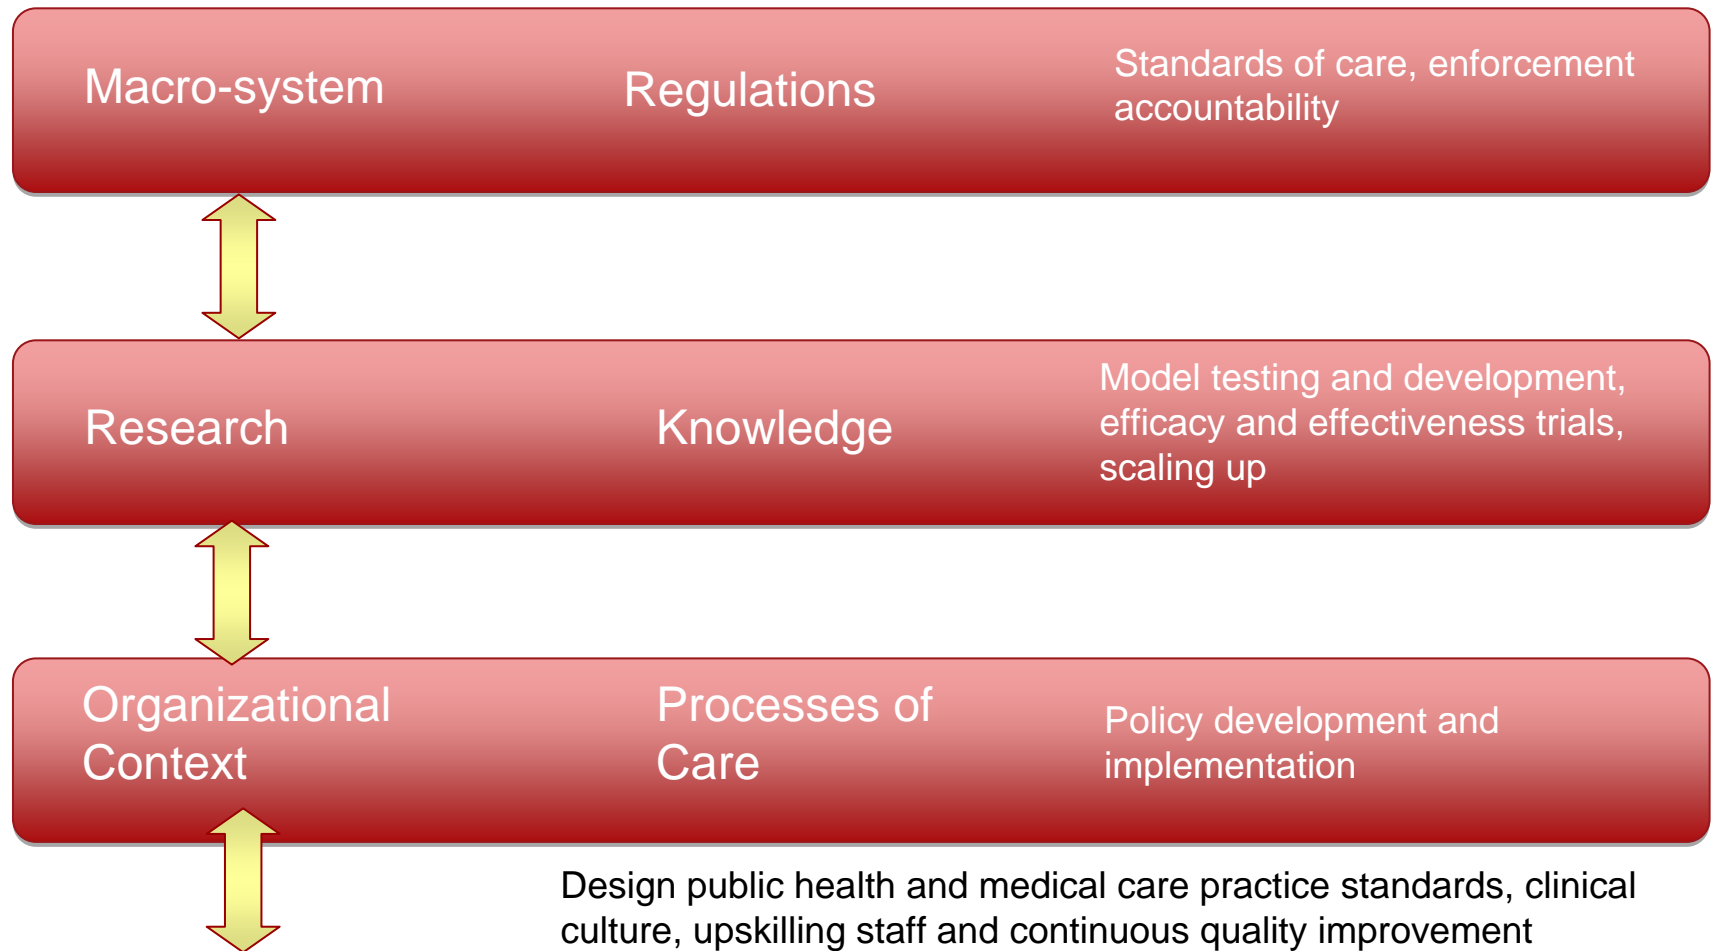 Macro-system
Regulations
Standards of care, enforcement
accountability
Research
Knowledge
Model testing and development,
efficacy and effectiveness trials,
scaling up
Organizational
Context
Processes of
Care
Policy development and
implementation
Design public health and medical care practice standards, clinical
culture, upskilling staff and continuous quality improvement